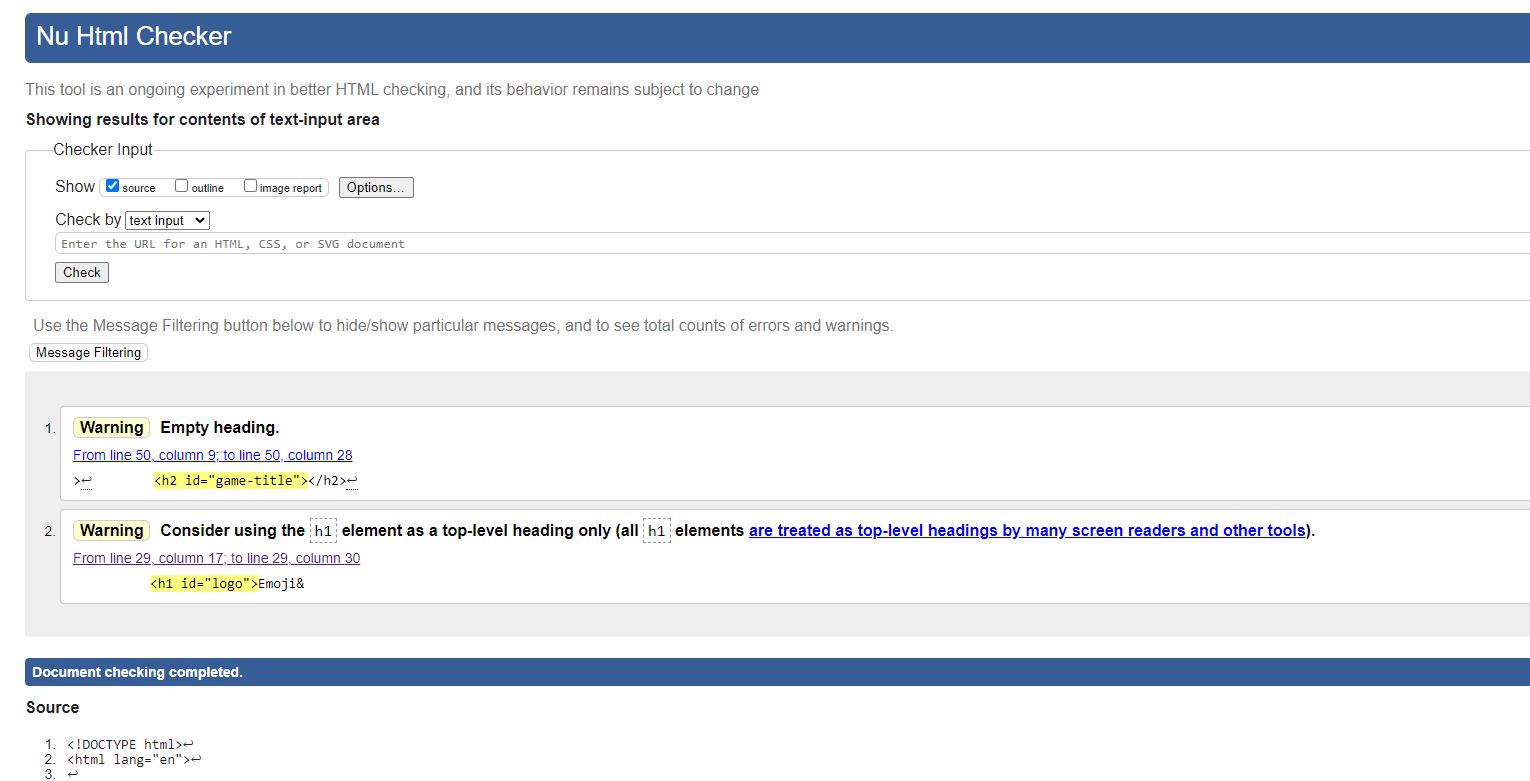 Nu Html Checker
This tool is an ongoing experiment in better HTML checking, and its behavior remains subject to change
Showing results for contents of text-input area
Checker Input
Show source outline image report Options...
Check by text input
Enter the URL for an HTML, CSS, or SVG document
Check
Use the Message Filtering button below to hide/show particular messages, and to see total counts of errors and warnings.
Message Filtering
1. Warning Empty heading.
From line 50, column 9; to line 50, column 28
>↩ <h2 id="game-title"></h2>↩
2. Warning Consider using the h1 element as a top-level heading only (all h1 elements are treated as top-level headings by many screen readers and other tools).
From line 29, column 17; to line 29, column 30
<h1 id="logo">Emoji&
Document checking completed.
Source
1. <!DOCTYPE html>↩
2. <html lang="en">↩
3. ↩